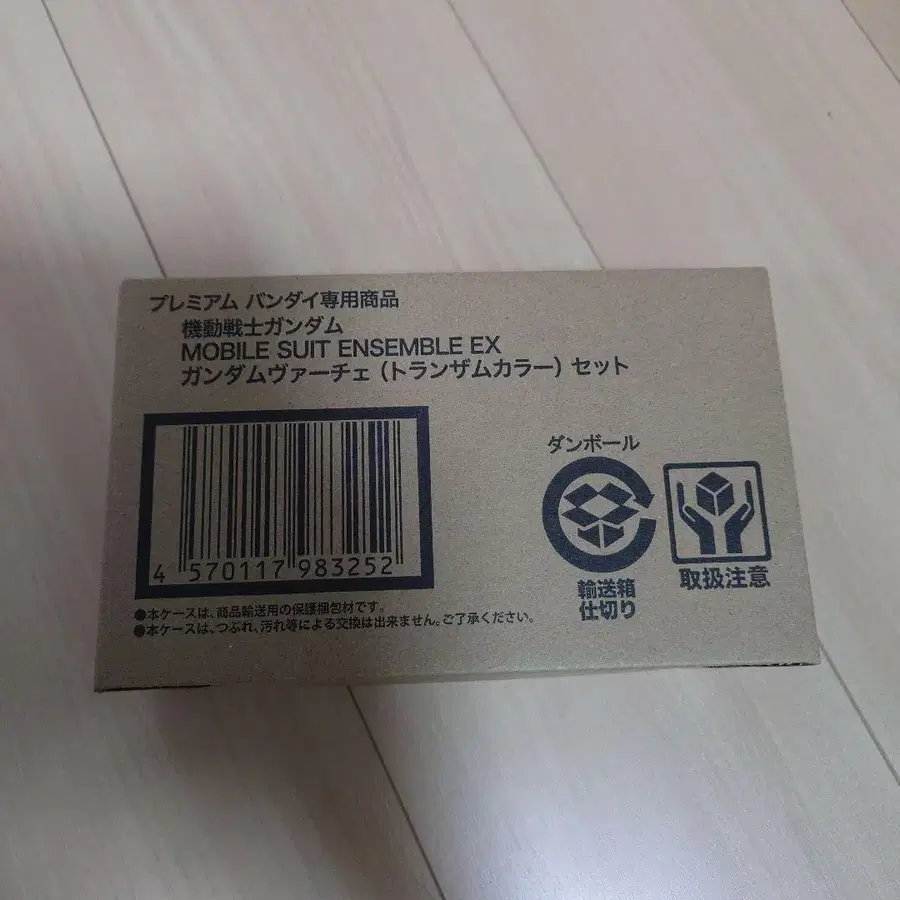 プレミアム バンダイ専用商品
機動戦士ガンダム
MOBILE SUIT ENSEMBLE EX
ガンダムヴァーチェ（トランザムカラー）セット
4 570117 983252
ダンボール
輸送箱
仕切り
取扱注意
●本ケースは、商品輸送用の保護梱包材です。
●本ケースは、つぶれ、汚れ等による交換は出来ません。ご了承ください。